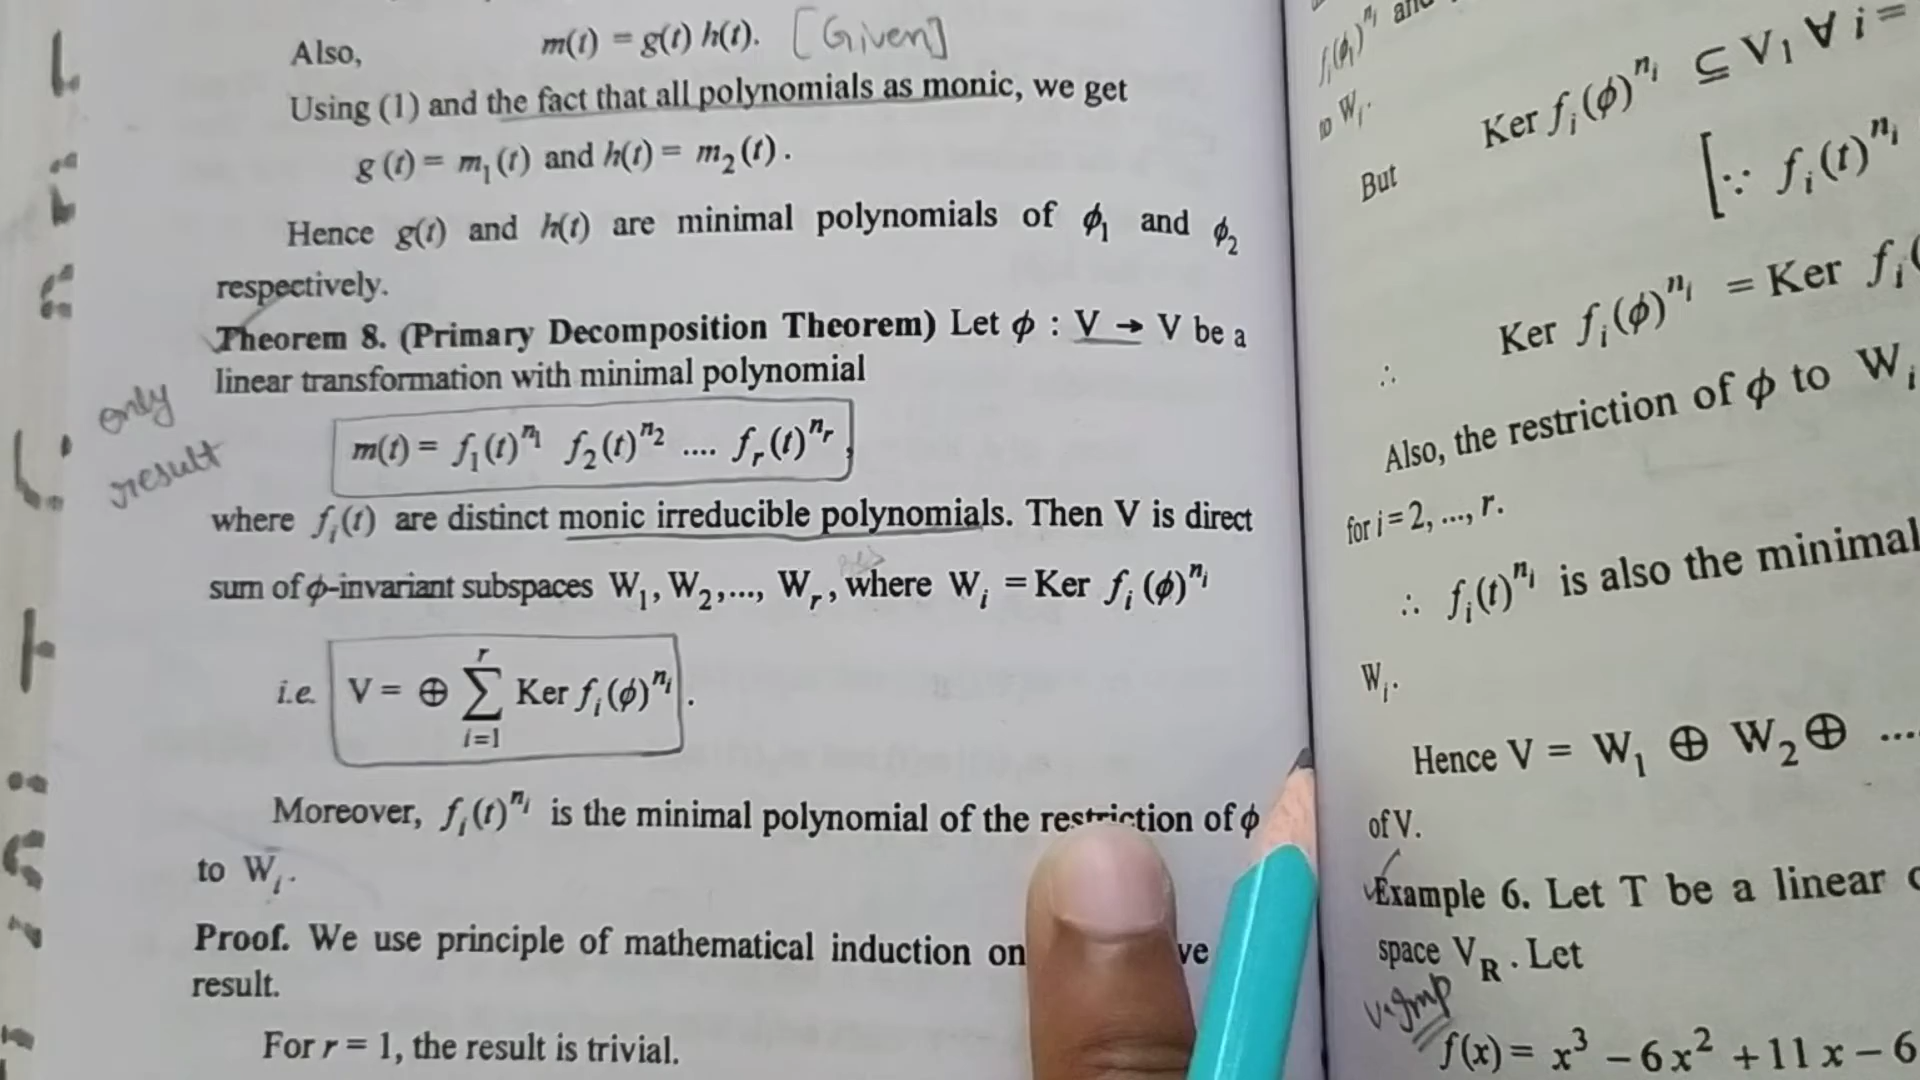 Also, m(t) = g(t) h(t). [Given]
Using (1) and the fact that all polynomials as monic, we get
g (t) = m₁(t) and h(t) = m₂(t).
Hence g(t) and h(t) are minimal polynomials of ϕ₁ and ϕ₂
respectively.
Theorem 8. (Primary Decomposition Theorem) Let ϕ : V → V be a
linear transformation with minimal polynomial
only
result
m(t) = f₁(t)^n₁ f₂(t)^n₂ .... f_r(t)^n_r,
where f_i(t) are distinct monic irreducible polynomials. Then V is direct
sum of ϕ-invariant subspaces W₁, W₂,..., W_r, where W_i = Ker f_i (ϕ)^n_i
i.e. V = ⊕ ∑_{i=1}^{r} Ker f_i(ϕ)^n_i.
Moreover, f_i(t)^n_i is the minimal polynomial of the restriction of ϕ
to W_i.
Proof. We use principle of mathematical induction on
result.
For r = 1, the result is trivial.
f_i(ϕ₁)^n_i and
to W_i.
Ker f_i(ϕ)^n_i ⊆ V₁ ∀ i =
But [∵ f_i(t)^n_i
∴ Ker f_i(ϕ)^n_i = Ker f_i(
Also, the restriction of ϕ to W_i
for i = 2, ..., r.
∴ f_i(t)^n_i is also the minimal
W_i.
Hence V = W₁ ⊕ W₂ ⊕ ....
of V.
Example 6. Let T be a linear
space V_R. Let
V.Imp
f(x) = x³ – 6x² + 11x – 6